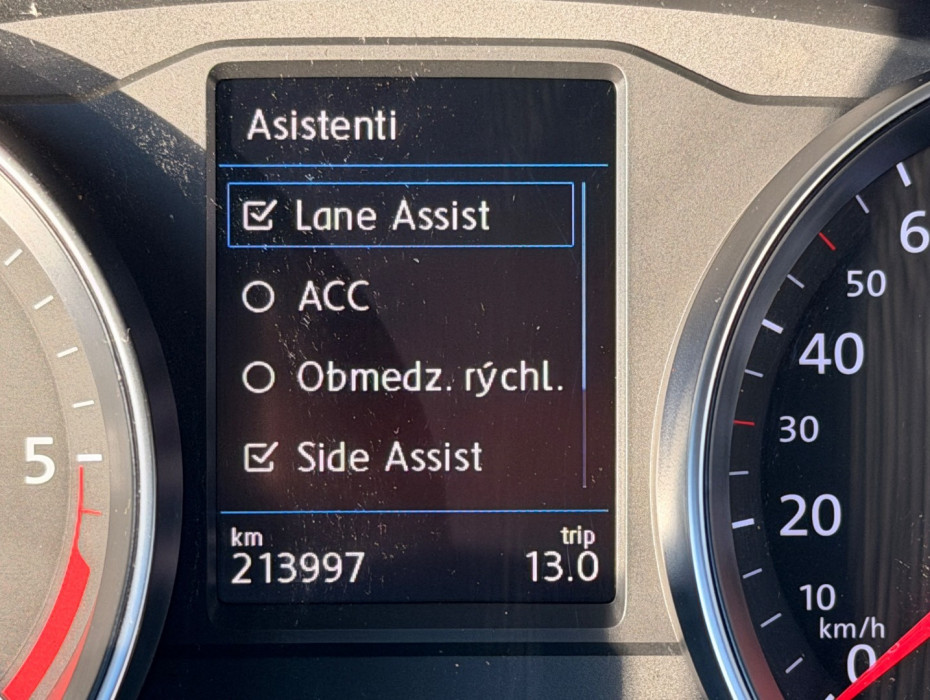 Asistenti
Lane Assist
ACC
Obmedz. rýchl.
Side Assist
km trip
213997 13.0
5
6
50
40
30
20
10
km/h
0